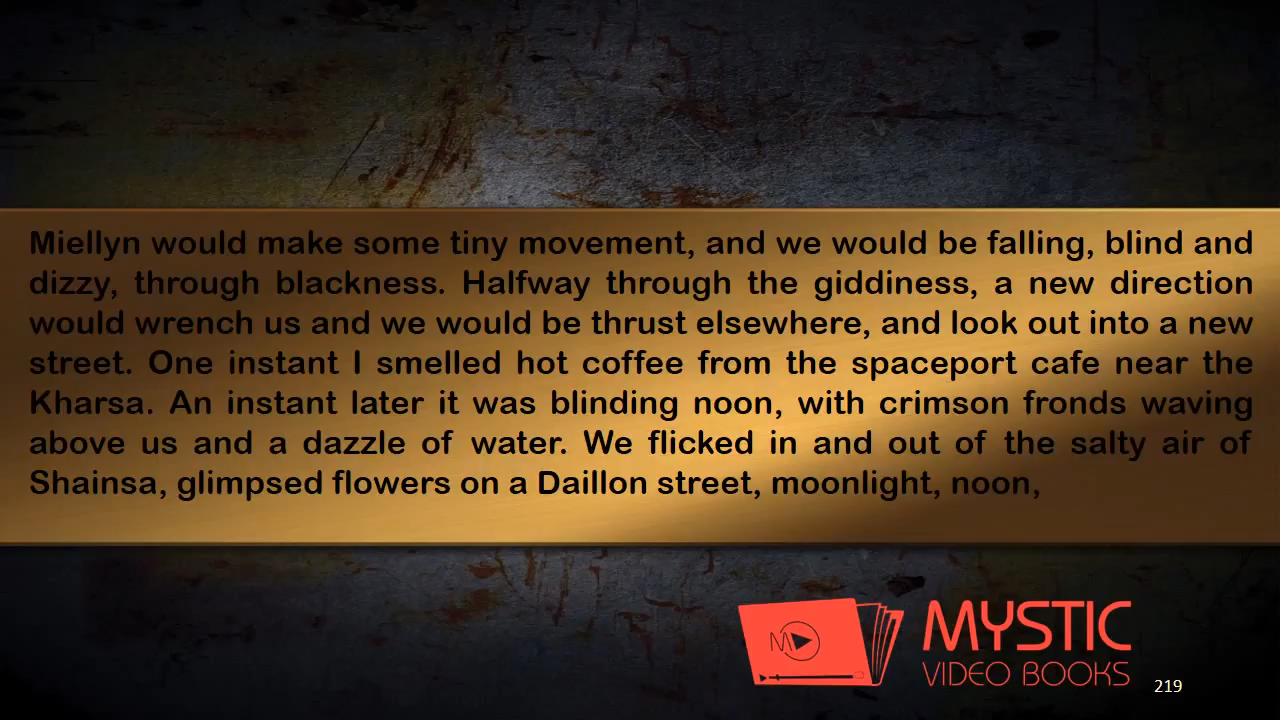 Miellyn would make some tiny movement, and we would be falling, blind and
dizzy, through blackness. Halfway through the giddiness, a new direction
would wrench us and we would be thrust elsewhere, and look out into a new
street. One instant I smelled hot coffee from the spaceport cafe near the
Kharsa. An instant later it was blinding noon, with crimson fronds waving
above us and a dazzle of water. We flicked in and out of the salty air of
Shainsa, glimpsed flowers on a Daillon street, moonlight, noon,
MYSTIC
VIDEO BOOKS
219